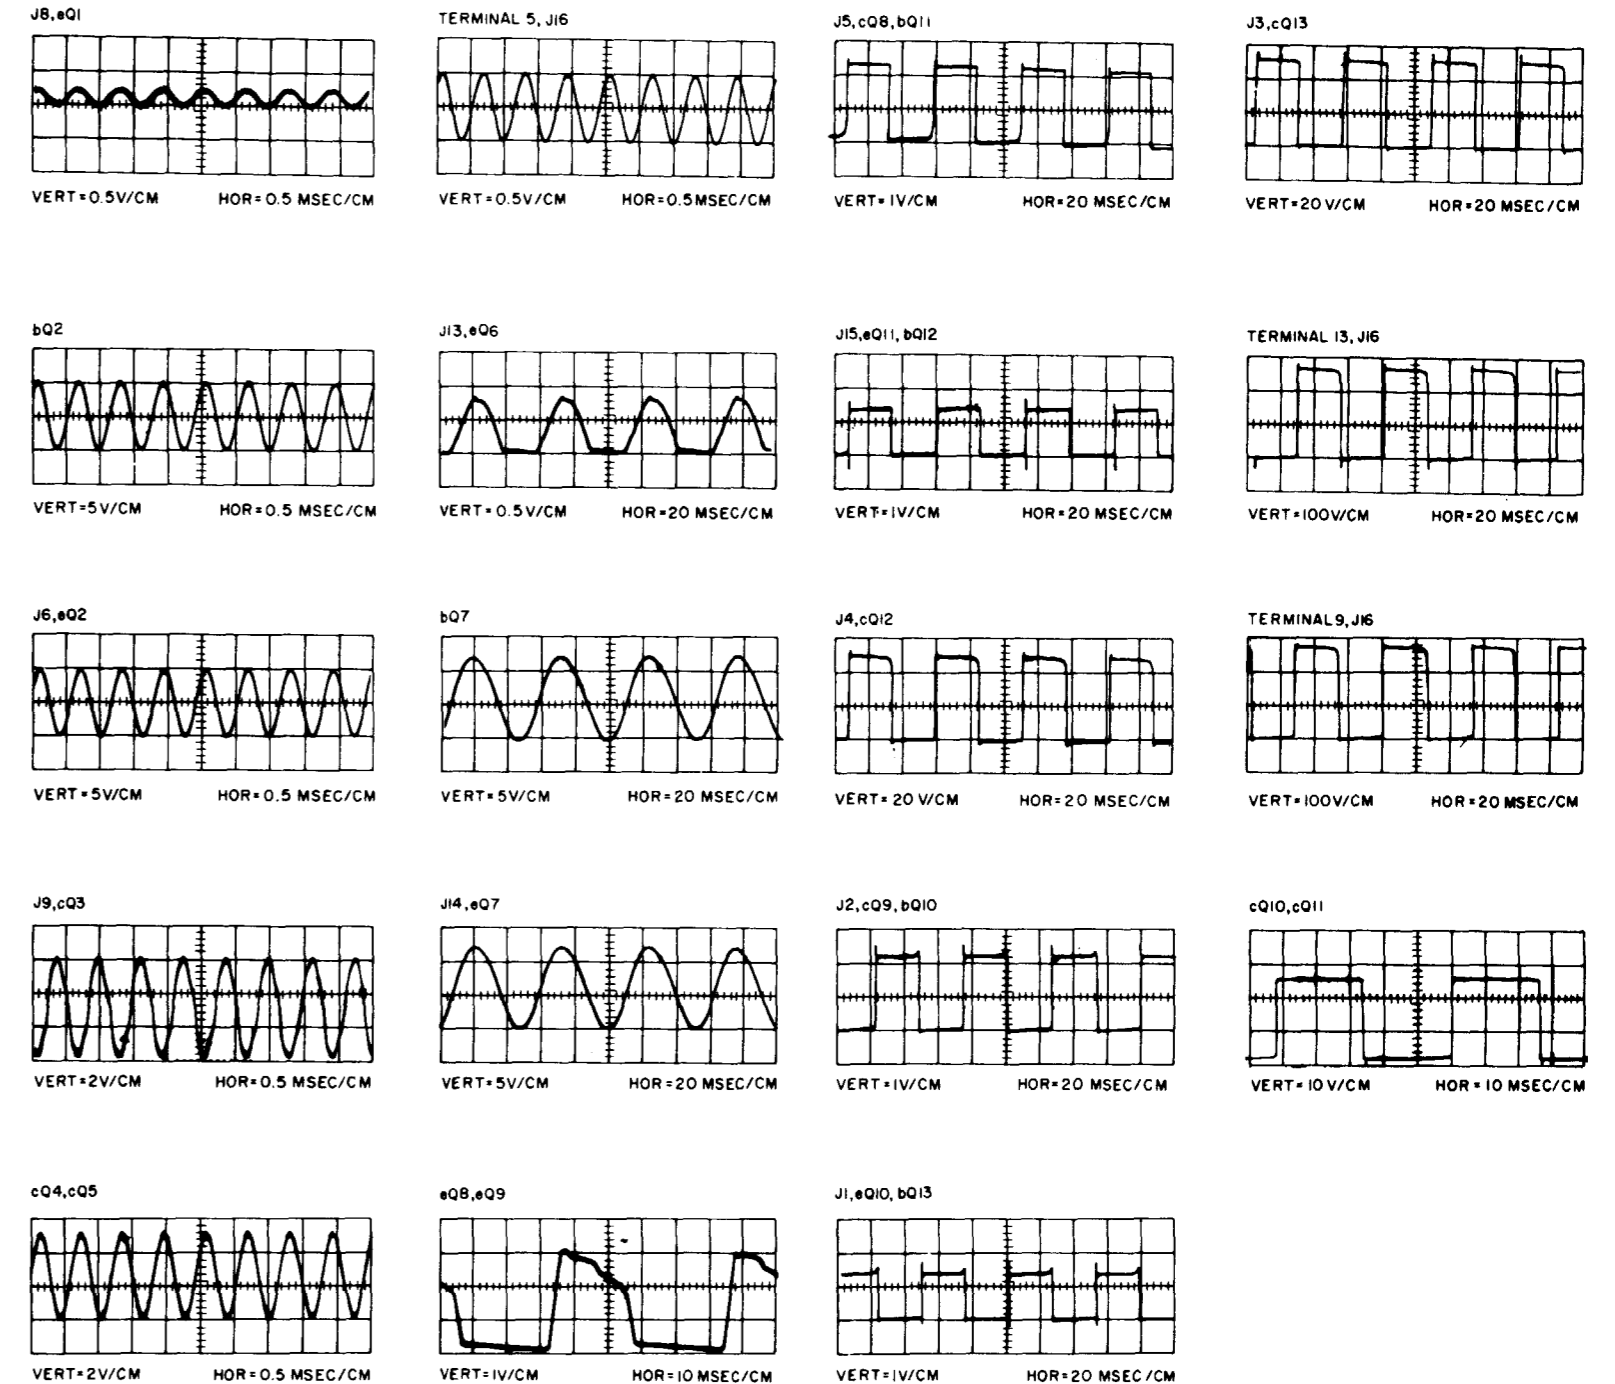 J8,eQ1
TERMINAL 5, J16
J5,cQ8,bQ11
J3,cQ13
VERT=0.5V/CM HOR=0.5 MSEC/CM
VERT=0.5V/CM HOR=0.5MSEC/CM
VERT=1V/CM HOR=20 MSEC/CM
VERT=20V/CM HOR=20 MSEC/CM
bQ2
J13,eQ6
J15,eQ11,bQ12
TERMINAL 13, J16
VERT=5V/CM HOR=0.5 MSEC/CM
VERT=0.5V/CM HOR=20 MSEC/CM
VERT=1V/CM HOR=20 MSEC/CM
VERT=100V/CM HOR=20 MSEC/CM
J6,eQ2
bQ7
J4,cQ12
TERMINAL9,J16
VERT=5V/CM HOR=0.5 MSEC/CM
VERT=5V/CM HOR=20 MSEC/CM
VERT=20 V/CM HOR=20 MSEC/CM
VERT=100V/CM HOR=20 MSEC/CM
J9,cQ3
J14,eQ7
J2,cQ9,bQ10
cQ10,cQ11
VERT=2V/CM HOR=0.5 MSEC/CM
VERT=5V/CM HOR=20 MSEC/CM
VERT=1V/CM HOR=20 MSEC/CM
VERT=10V/CM HOR=10 MSEC/CM
cQ4,cQ5
eQ8,eQ9
J1,eQ10,bQ13
VERT=2V/CM HOR=0.5 MSEC/CM
VERT=1V/CM HOR=10 MSEC/CM
VERT=1V/CM HOR=20 MSEC/CM